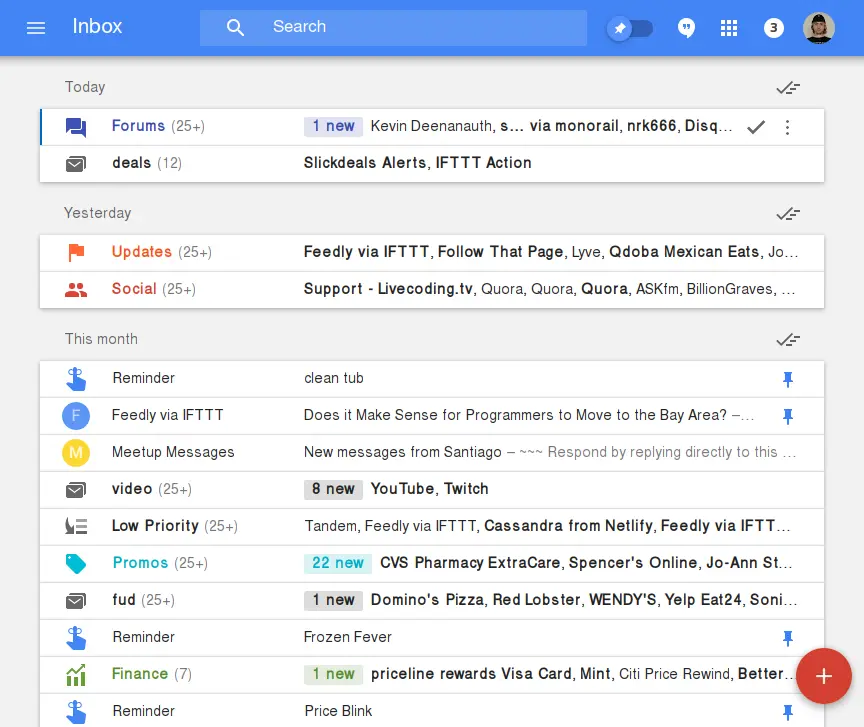 Inbox Search 3
Today
Forums (25+) 1 new Kevin Deenanauth, s... via monorail, nrk666, Disq...
deals (12) Slickdeals Alerts, IFTTT Action
Yesterday
Updates (25+) Feedly via IFTTT, Follow That Page, Lyve, Qdoba Mexican Eats, Jo...
Social (25+) Support - Livecoding.tv, Quora, Quora, Quora, ASKfm, BillionGraves, ...
This month
Reminder clean tub
F Feedly via IFTTT Does it Make Sense for Programmers to Move to the Bay Area? –...
M Meetup Messages New messages from Santiago – ~~~ Respond by replying directly to this ...
video (25+) 8 new YouTube, Twitch
Low Priority (25+) Tandem, Feedly via IFTTT, Cassandra from Netlify, Feedly via IFTT...
Promos (25+) 22 new CVS Pharmacy ExtraCare, Spencer's Online, Jo-Ann St...
fud (25+) 1 new Domino's Pizza, Red Lobster, WENDY'S, Yelp Eat24, Soni...
Reminder Frozen Fever
Finance (7) 1 new priceline rewards Visa Card, Mint, Citi Price Rewind, Better...
Reminder Price Blink